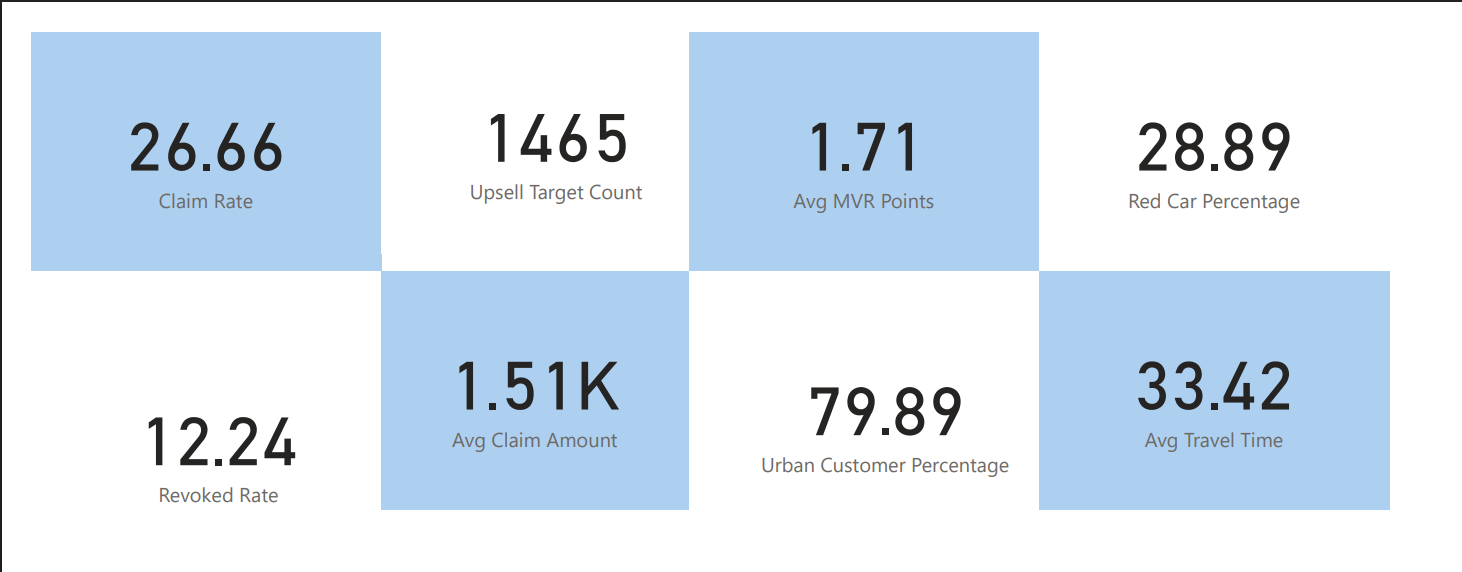 26.66
Claim Rate
1465
Upsell Target Count
1.71
Avg MVR Points
28.89
Red Car Percentage
12.24
Revoked Rate
1.51K
Avg Claim Amount
79.89
Urban Customer Percentage
33.42
Avg Travel Time